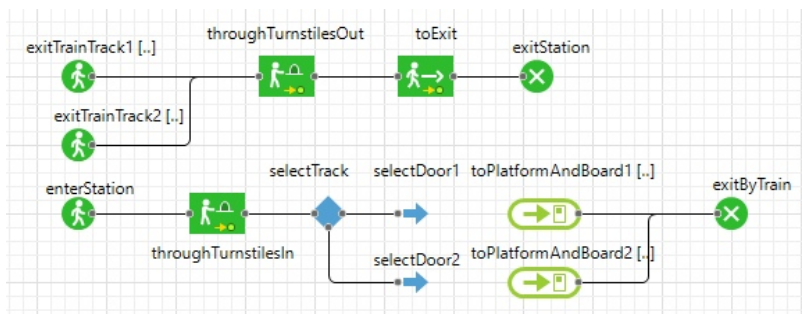 exitTrainTrack1 [..]
throughTurnstilesOut
toExit
exitStation
exitTrainTrack2 [..]
enterStation
throughTurnstilesIn
selectTrack
selectDoor1
toPlatformAndBoard1 [..]
exitByTrain
selectDoor2
toPlatformAndBoard2 [..]